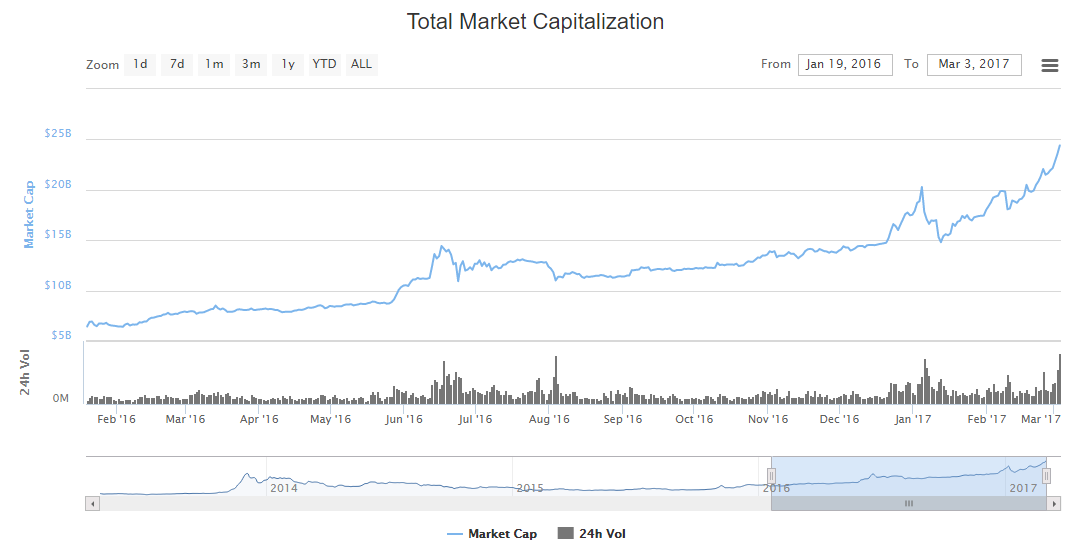 Total Market Capitalization
Zoom 1d 7d 1m 3m 1y YTD ALL From Jan 19, 2016 To Mar 3, 2017
$25B
$20B
$15B
$10B
$5B
Market Cap
24h Vol
0M
Feb '16 Mar '16 Apr '16 May '16 Jun '16 Jul '16 Aug '16 Sep '16 Oct '16 Nov '16 Dec '16 Jan '17 Feb '17 Mar '17
2014 2015 2016 2017
Market Cap 24h Vol